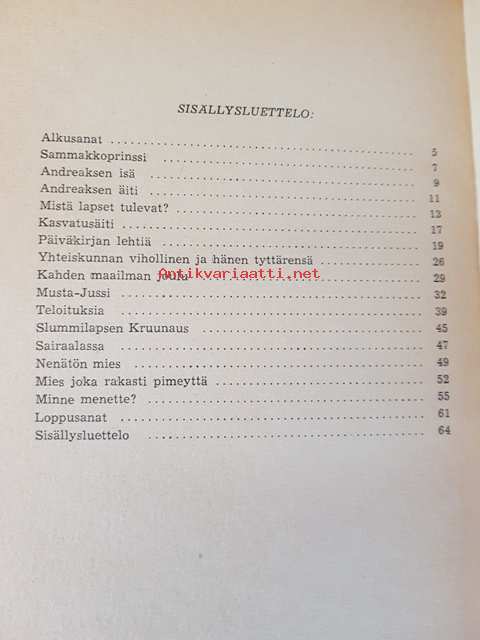 SISÄLLYSLUETTELO:
Alkusanat 5
Sammakkoprinssi 7
Andreaksen isä 9
Andreaksen äiti 11
Mistä lapset tulevat? 13
Kasvatusäiti 17
Päiväkirjan lehtiä 19
Yhteiskunnan vihollinen ja hänen tyttärensä 26
Kahden maailman joulu 29
Antikvariaatti.net
Musta-Jussi 32
Teloituksia 39
Slummilapsen Kruunaus 45
Sairaalassa 47
Nenätön mies 49
Mies joka rakasti pimeyttä 52
Minne menette? 55
Loppusanat 61
Sisällysluettelo 64